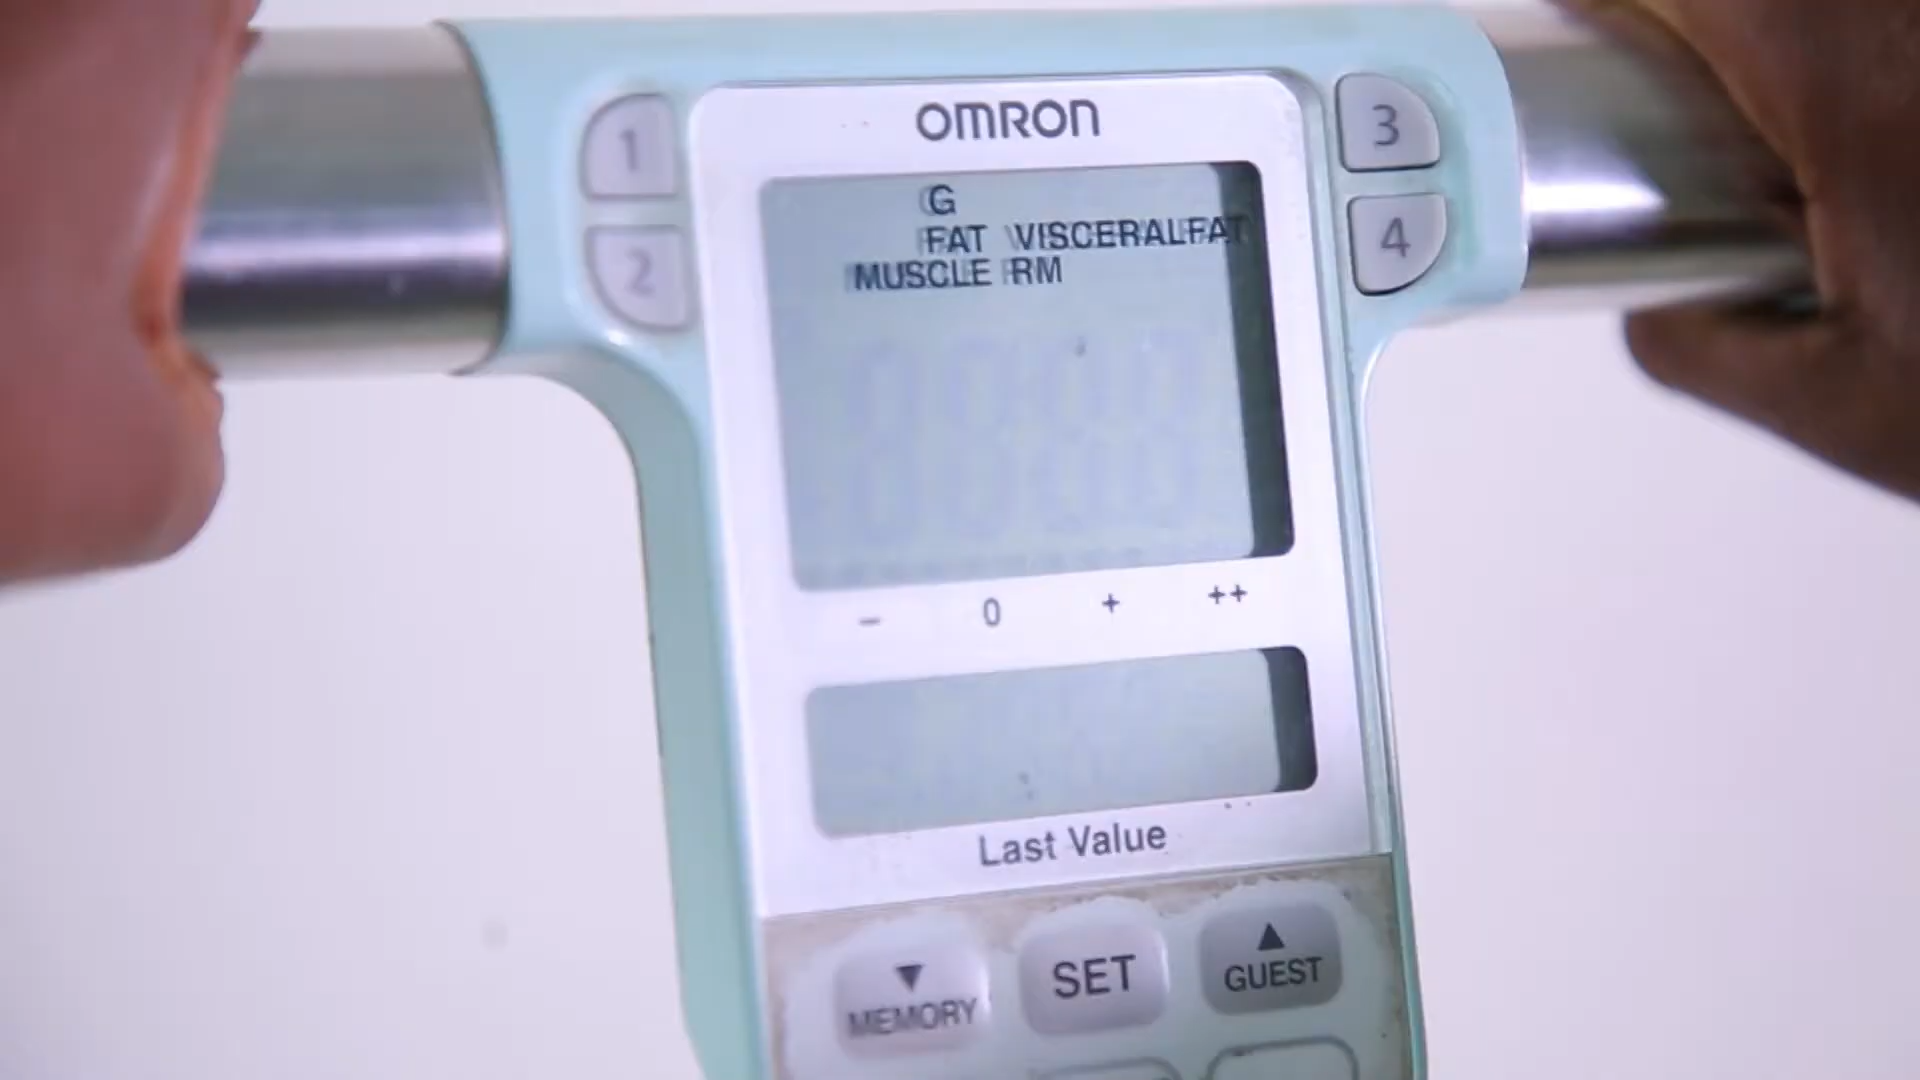 OMRON
1
2
3
4
G
FAT VISCERALFAT
MUSCLE RM
– 0 + ++
Last Value
▼ SET ▲
MEMORY GUEST